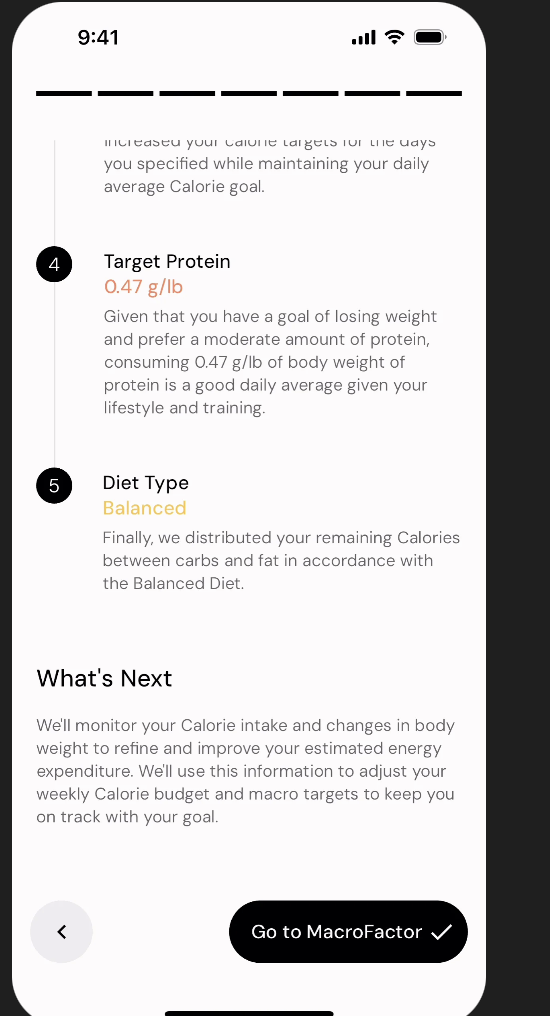 9:41
increased your calorie targets for the days
you specified while maintaining your daily
average Calorie goal.
4
Target Protein
0.47 g/lb
Given that you have a goal of losing weight
and prefer a moderate amount of protein,
consuming 0.47 g/lb of body weight of
protein is a good daily average given your
lifestyle and training.
5
Diet Type
Balanced
Finally, we distributed your remaining Calories
between carbs and fat in accordance with
the Balanced Diet.
What's Next
We'll monitor your Calorie intake and changes in body
weight to refine and improve your estimated energy
expenditure. We'll use this information to adjust your
weekly Calorie budget and macro targets to keep you
on track with your goal.
Go to MacroFactor